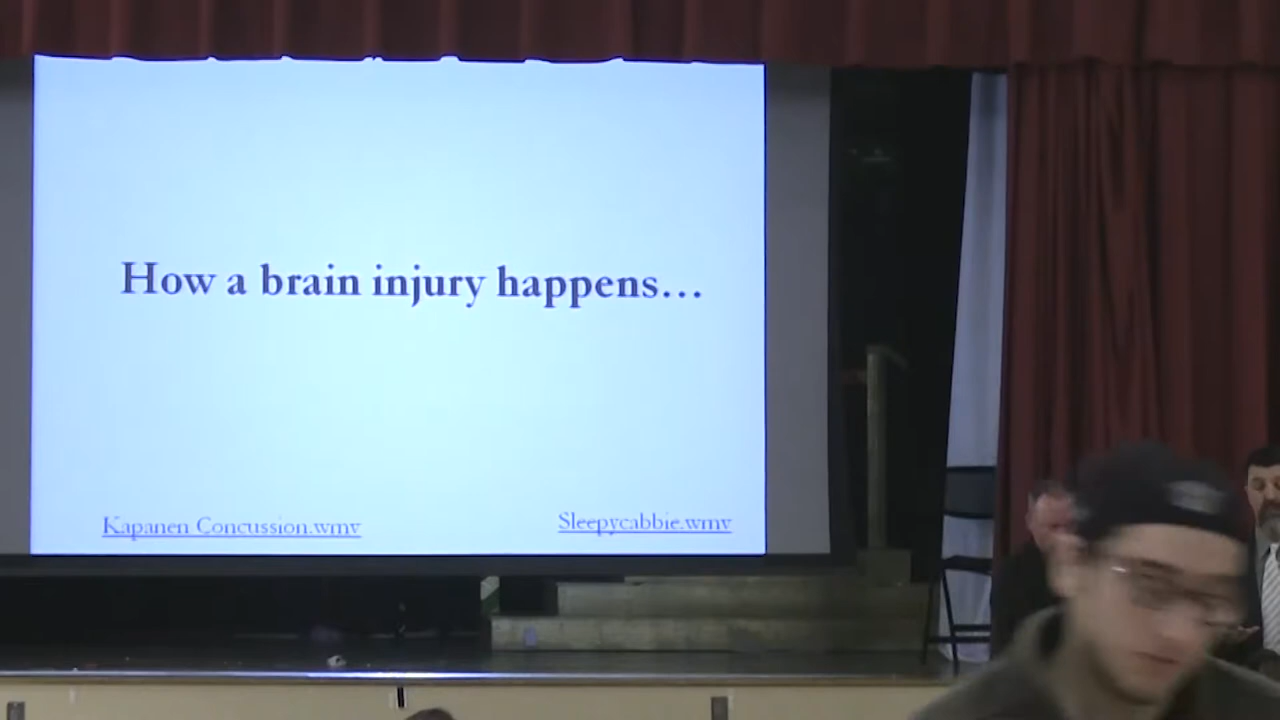 How a brain injury happens...
Kapanen Concussion.wmv
Sleepycabbie.wmv